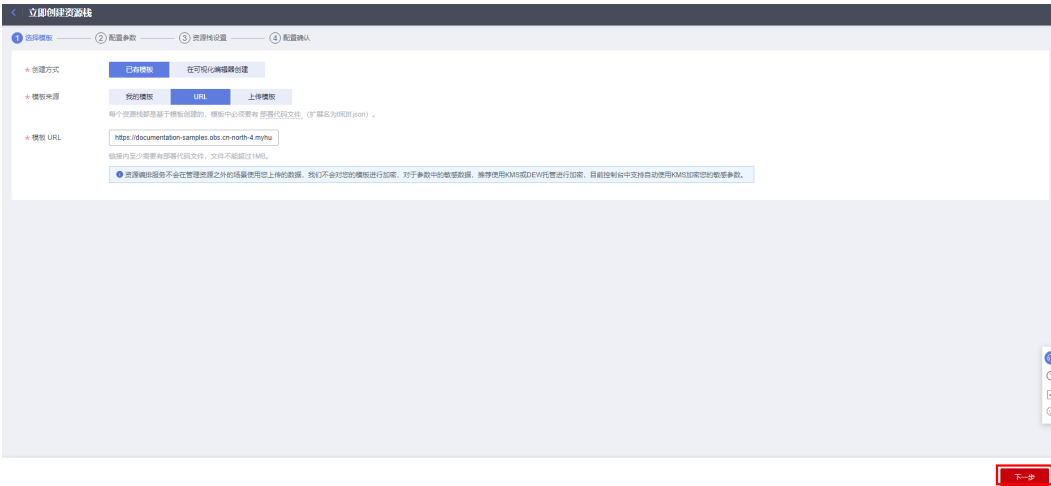 < 立即创建资源栈
1 选择模板 2 配置参数 3 资源栈设置 4 配置确认
* 创建方式 已有模板 在可视化编辑器创建
* 模板来源 我的模板 URL 上传模板
每个资源栈都是基于模板创建的，模板中必须要有 部署代码文件 （扩展名为tf和tf.json）。
* 模板 URL https://documentation-samples.obs.cn-north-4.myhu
链接内至少需要有部署代码文件，文件不能超过1MB。
资源编排服务不会在管理资源之外的场景使用您上传的数据，我们不会对您的模板进行加密，对于参数中的敏感数据，推荐使用KMS或DEW托管进行加密，目前控制台中支持自动使用KMS加密您的敏感参数。
下一步